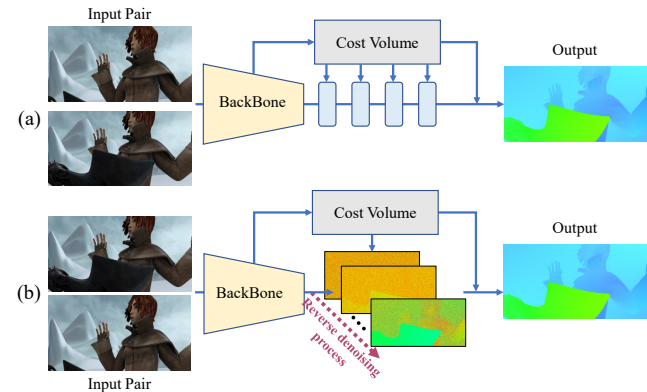 Input Pair
Cost Volume
Output
BackBone
(a)
Cost Volume
Output
BackBone
(b)
Reverse denoising
process
Input Pair